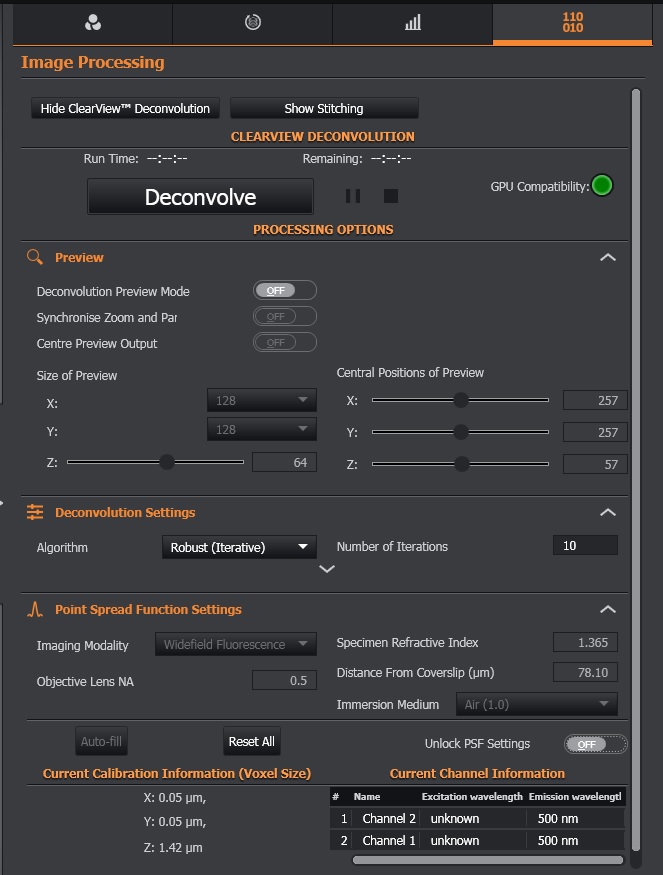 110
010
Image Processing
Hide ClearView™ Deconvolution Show Stitching
CLEARVIEW DECONVOLUTION
Run Time: --:--:-- Remaining: --:--:--
Deconvolve GPU Compatibility:
PROCESSING OPTIONS
Preview
Deconvolution Preview Mode OFF
Synchronise Zoom and Par OFF
Centre Preview Output OFF
Size of Preview Central Positions of Preview
X: 128 X: 257
Y: 128 Y: 257
Z: 64 Z: 57
Deconvolution Settings
Algorithm Robust (Iterative) Number of Iterations 10
Point Spread Function Settings
Imaging Modality Widefield Fluorescence Specimen Refractive Index 1.365
Objective Lens NA 0.5 Distance From Coverslip (μm) 78.10
Immersion Medium Air (1.0)
Auto-fill Reset All Unlock PSF Settings OFF
Current Calibration Information (Voxel Size) Current Channel Information
X: 0.05 μm,
Y: 0.05 μm,
Z: 1.42 μm
# Name Excitation wavelength Emission wavelengtl
1 Channel 2 unknown 500 nm
2 Channel 1 unknown 500 nm